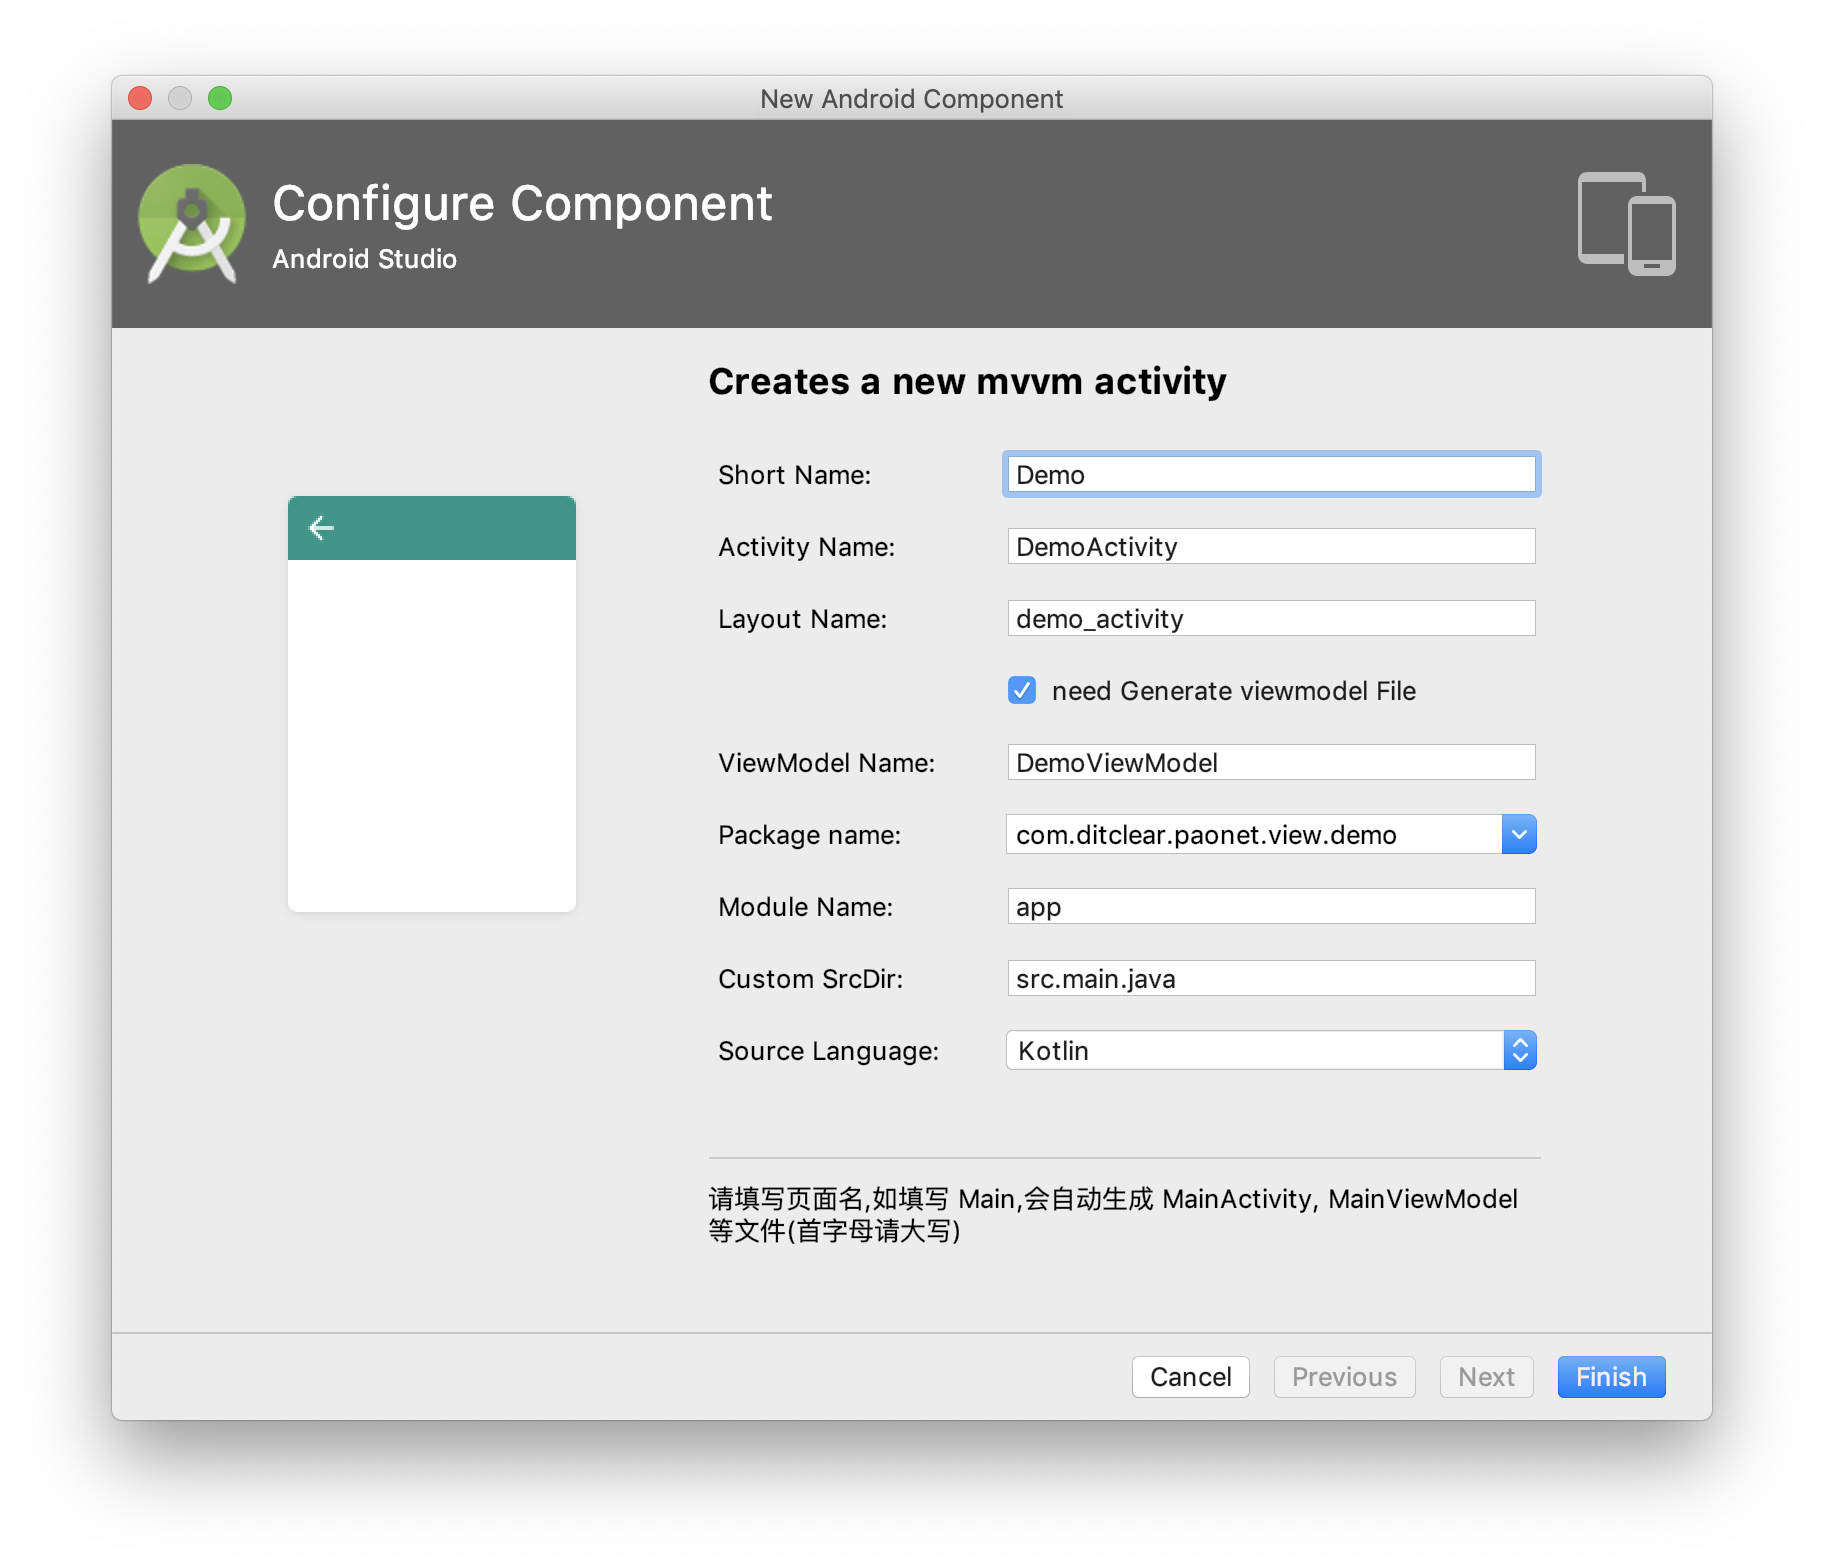 New Android Component
Configure Component
Android Studio
Creates a new mvvm activity
Short Name: Demo
Activity Name: DemoActivity
Layout Name: demo_activity
need Generate viewmodel File
ViewModel Name: DemoViewModel
Package name: com.ditclear.paonet.view.demo
Module Name: app
Custom SrcDir: src.main.java
Source Language: Kotlin
请填写页面名,如填写 Main,会自动生成 MainActivity, MainViewModel
等文件(首字母请大写)
Cancel Previous Next Finish